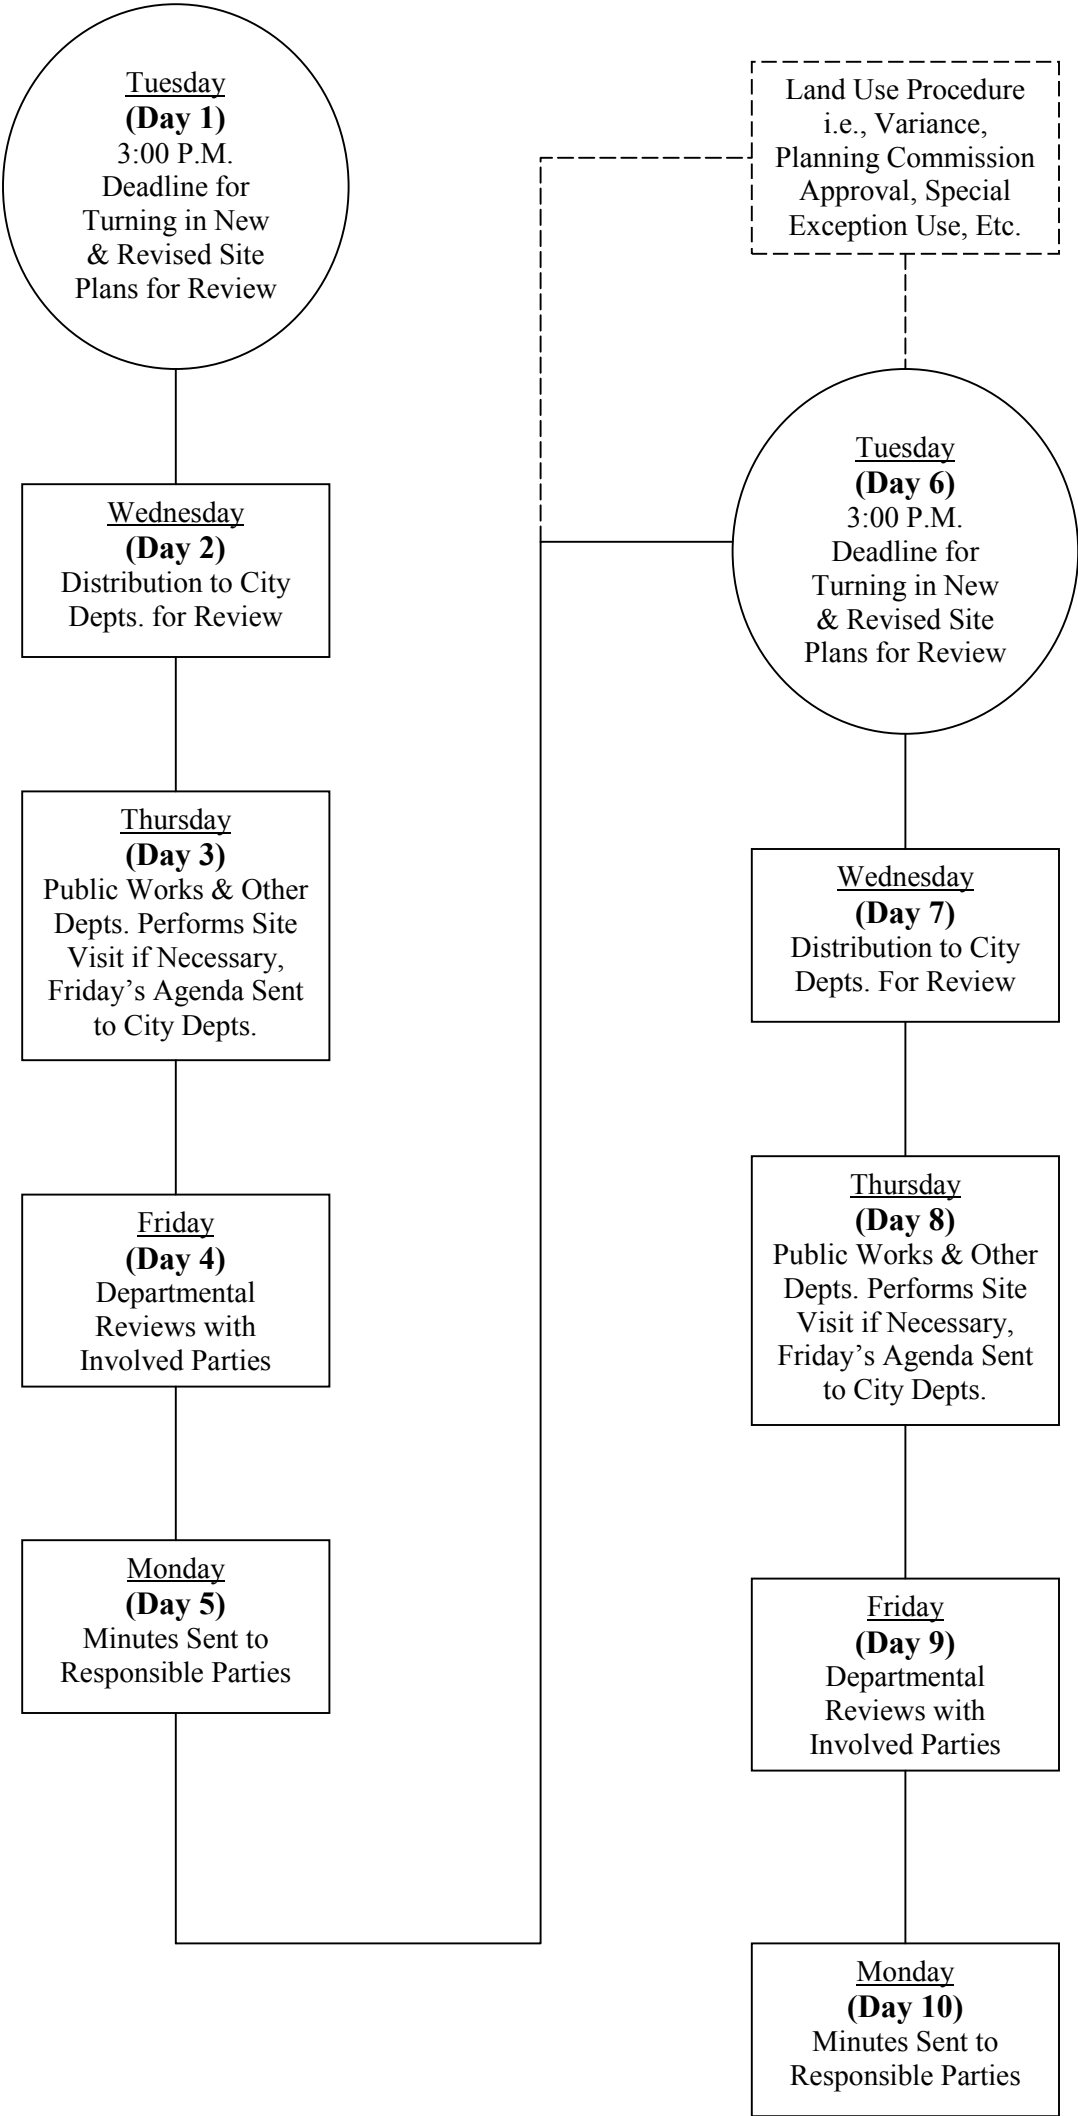 Tuesday
(Day 1)
3:00 P.M.
Deadline for
Turning in New
& Revised Site
Plans for Review
Wednesday
(Day 2)
Distribution to City
Depts. for Review
Thursday
(Day 3)
Public Works & Other
Depts. Performs Site
Visit if Necessary,
Friday’s Agenda Sent
to City Depts.
Friday
(Day 4)
Departmental
Reviews with
Involved Parties
Monday
(Day 5)
Minutes Sent to
Responsible Parties
Land Use Procedure
i.e., Variance,
Planning Commission
Approval, Special
Exception Use, Etc.
Tuesday
(Day 6)
3:00 P.M.
Deadline for
Turning in New
& Revised Site
Plans for Review
Wednesday
(Day 7)
Distribution to City
Depts. For Review
Thursday
(Day 8)
Public Works & Other
Depts. Performs Site
Visit if Necessary,
Friday’s Agenda Sent
to City Depts.
Friday
(Day 9)
Departmental
Reviews with
Involved Parties
Monday
(Day 10)
Minutes Sent to
Responsible Parties